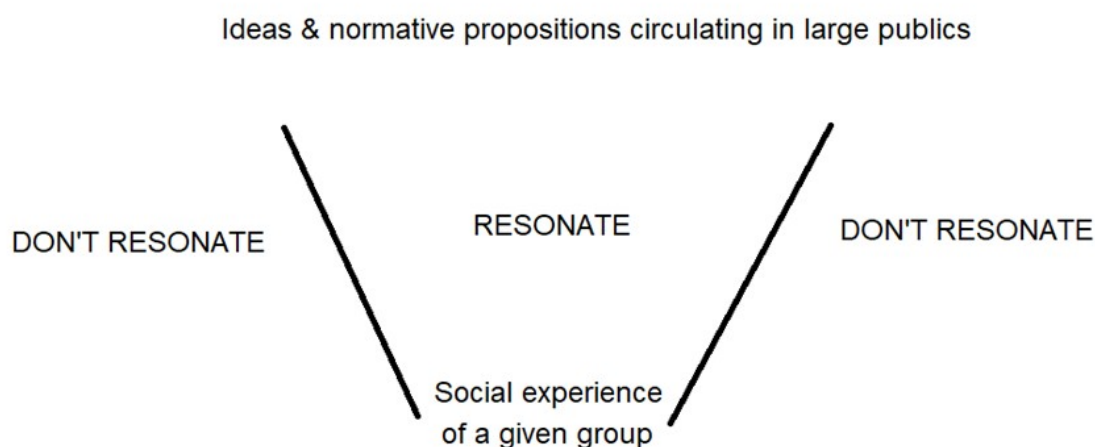 Ideas & normative propositions circulating in large publics
DON'T RESONATE
RESONATE
DON'T RESONATE
Social experience
of a given group